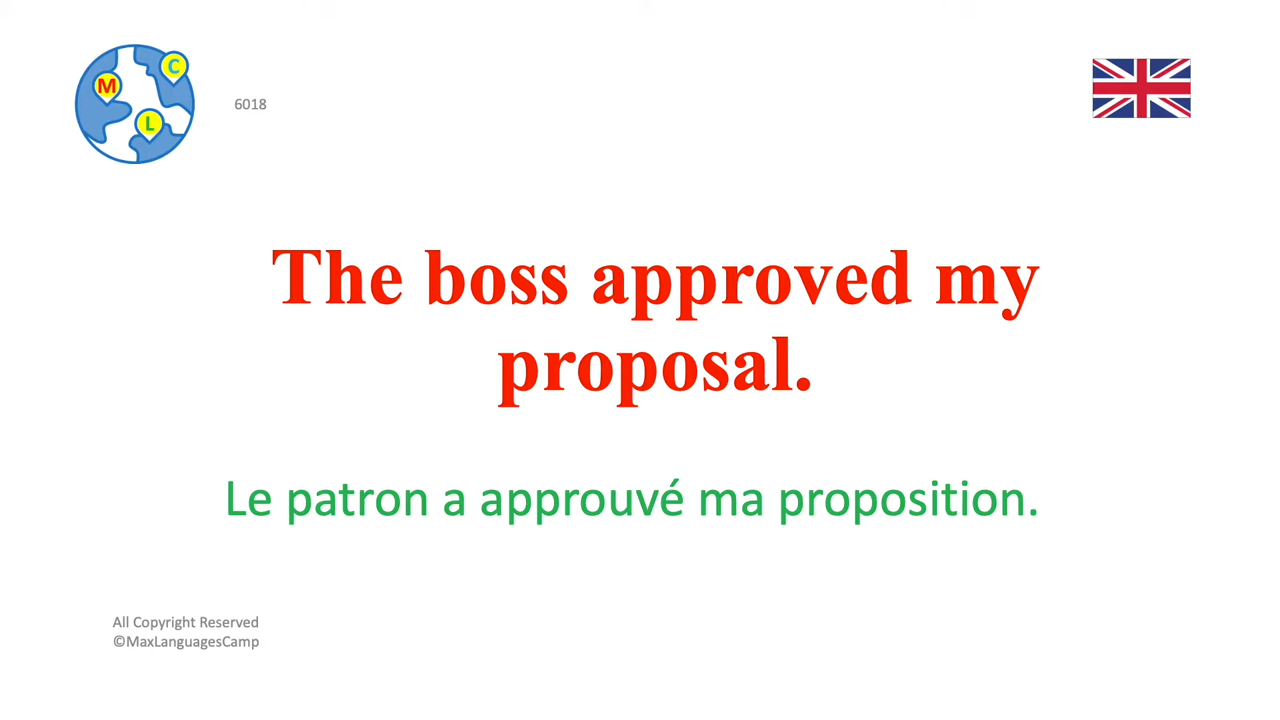 C
M
6018
L
The boss approved my
proposal.
Le patron a approuvé ma proposition.
All Copyright Reserved
©MaxLanguagesCamp